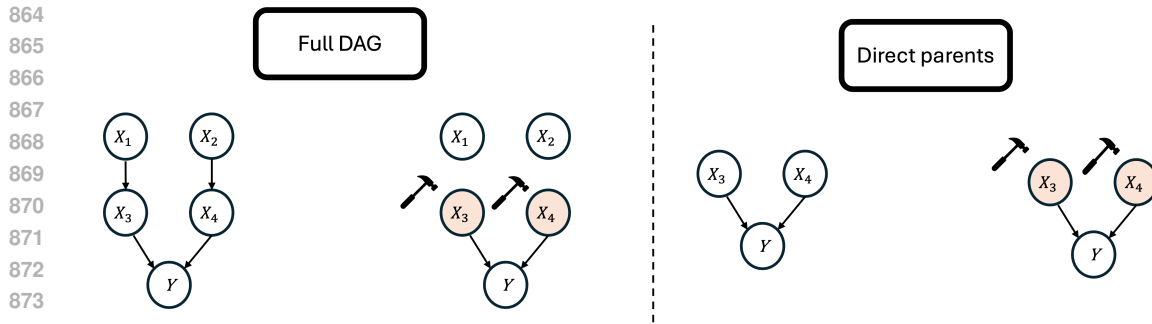 864
865
866
867
868
869
870
871
872
873
Full DAG
X₁ X₂
X₃ X₄
Y
X₁ X₂
X₃ X₄
Y
Direct parents
X₃ X₄
Y
X₃ X₄
Y